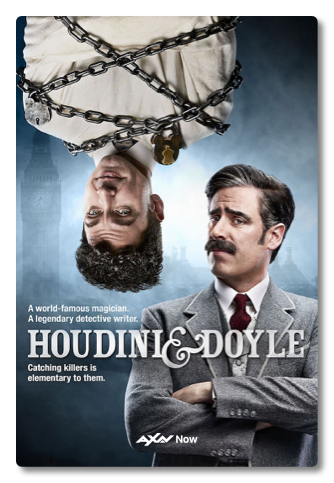 A world-famous magician.
A legendary detective writer.
HOUDINI & DOYLE
Catching killers is
elementary to them.
AXN Now